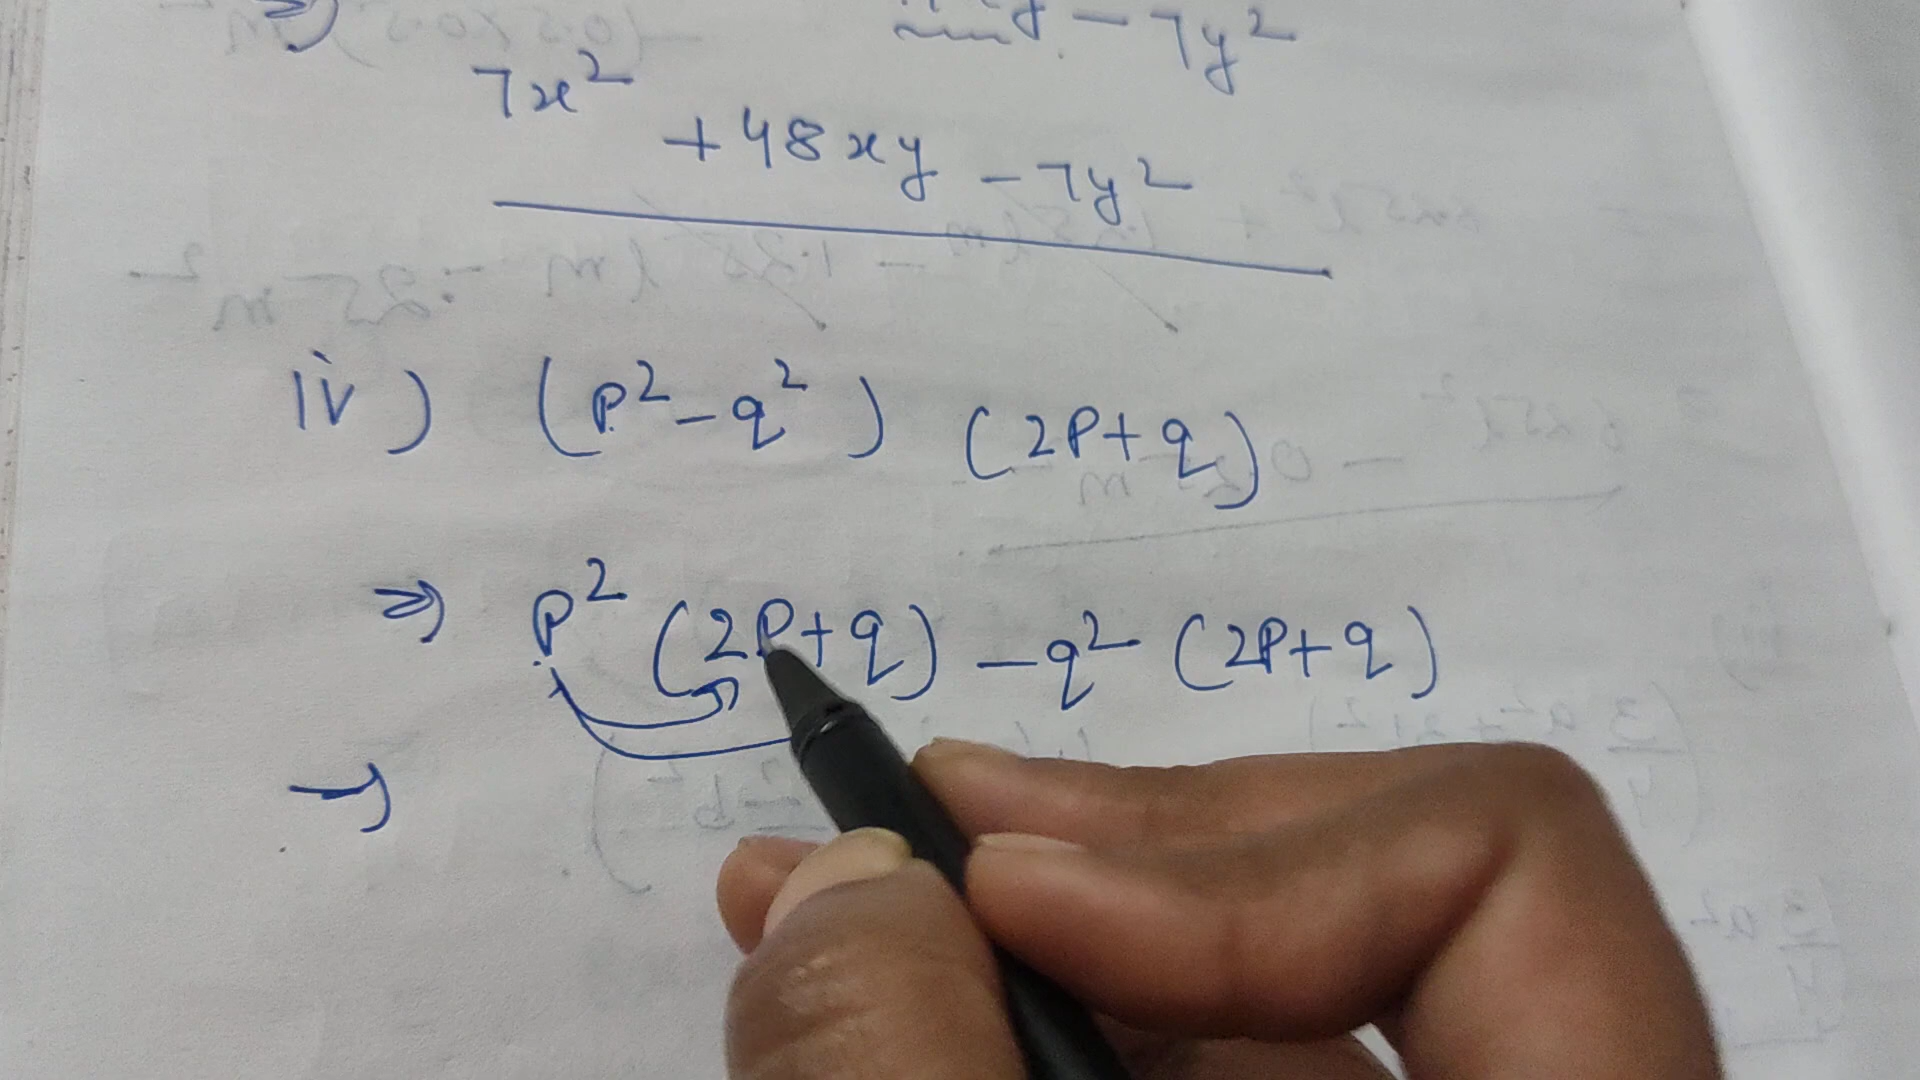 ⇒) - 7y²
7x² + 48xy - 7y²
iv) (p² - q²) (2p + q)
⇒ p² (2p + q) - q² (2p + q)
→